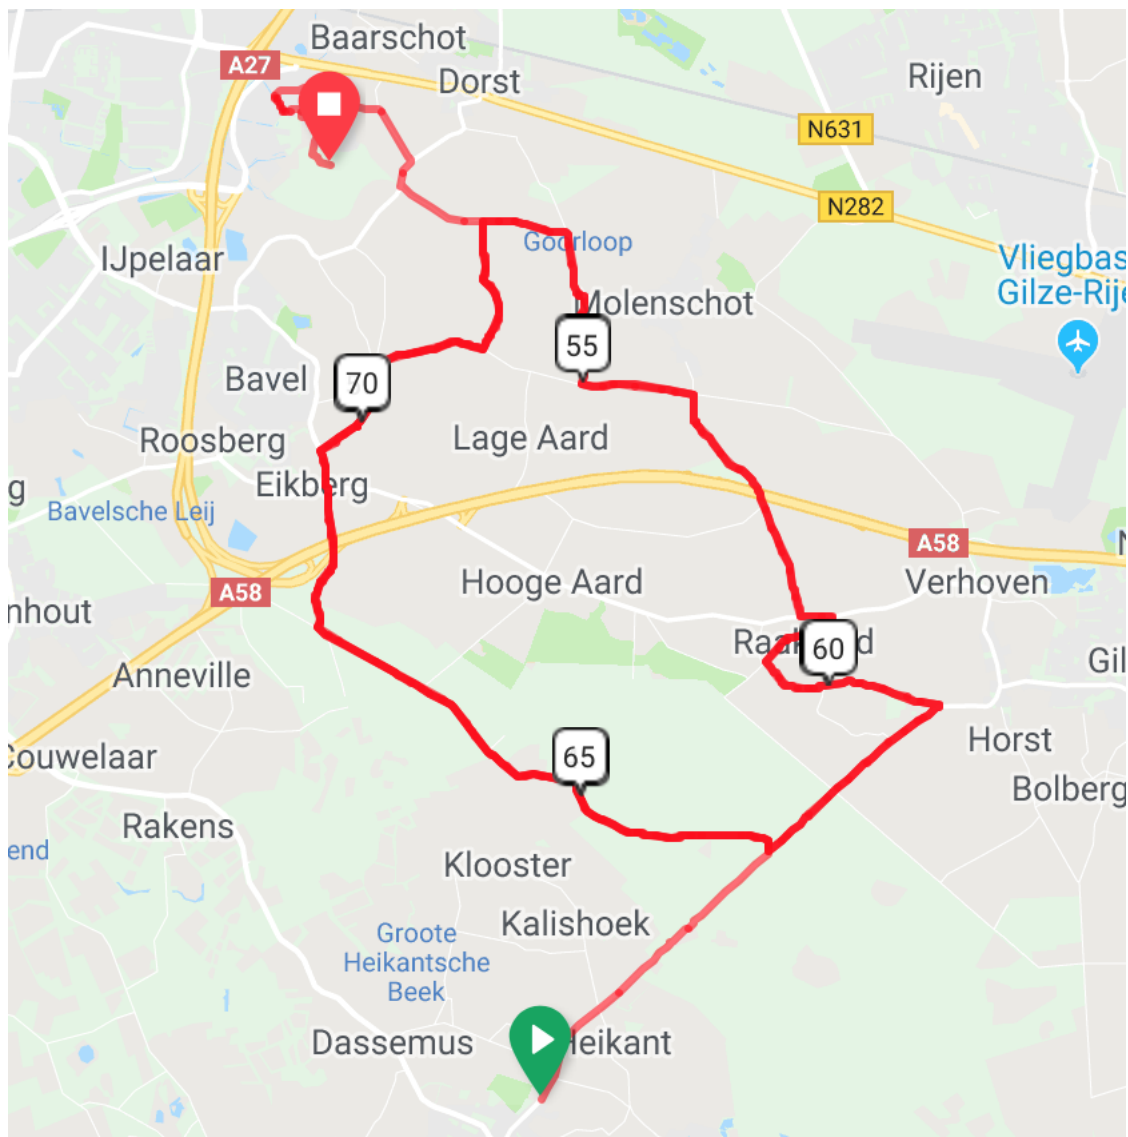 Baarschot
A27
Dorst
Rijen
N631
N282
IJpelaar
Goorloop
Vliegbas
Gilze-Rije
Molenschot
55
Bavel
70
Roosberg
Lage Aard
Eikberg
g
Bavelsche Leij
A58
N
A58
Hooge Aard
Verhoven
nhout
Raak
d
60
Gil
Anneville
Horst
65
Couwelaar
Bolberg
Rakens
end
Klooster
Kalishoek
Groote
Heikantsche
Beek
Dassemus
Heikant